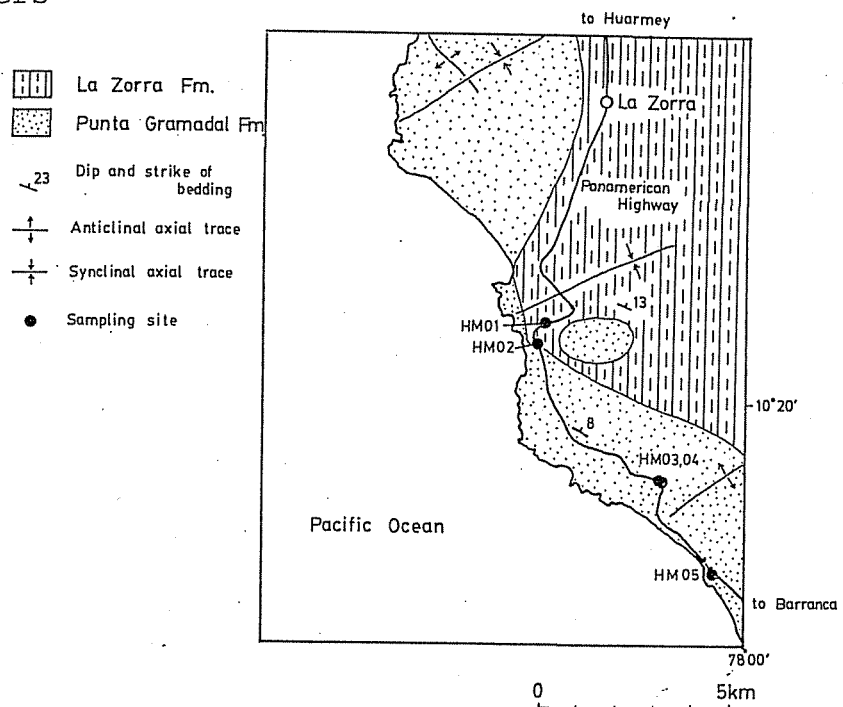 to Huarmey
La Zorra Fm.
Punta Gramadal Fm
23
Dip and strike of
bedding
Anticlinal axial trace
Synclinal axial trace
Sampling site
La Zorra
Panamerican
Highway
13
HM01
HM02
10°20'
8
HM03,04
Pacific Ocean
HM05
to Barranca
78 00'
0 5km